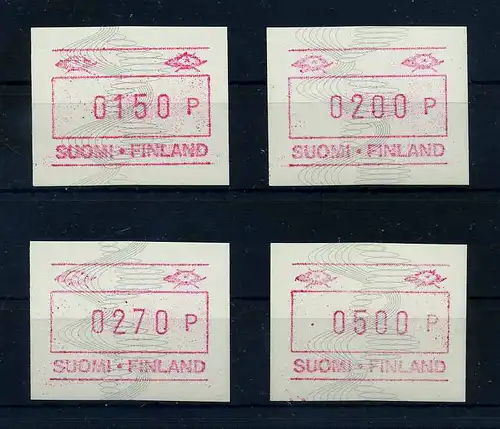 0150 P
SUOMI • FINLAND
0200 P
SUOMI • FINLAND
0270 P
SUOMI • FINLAND
0500 P
SUOMI • FINLAND